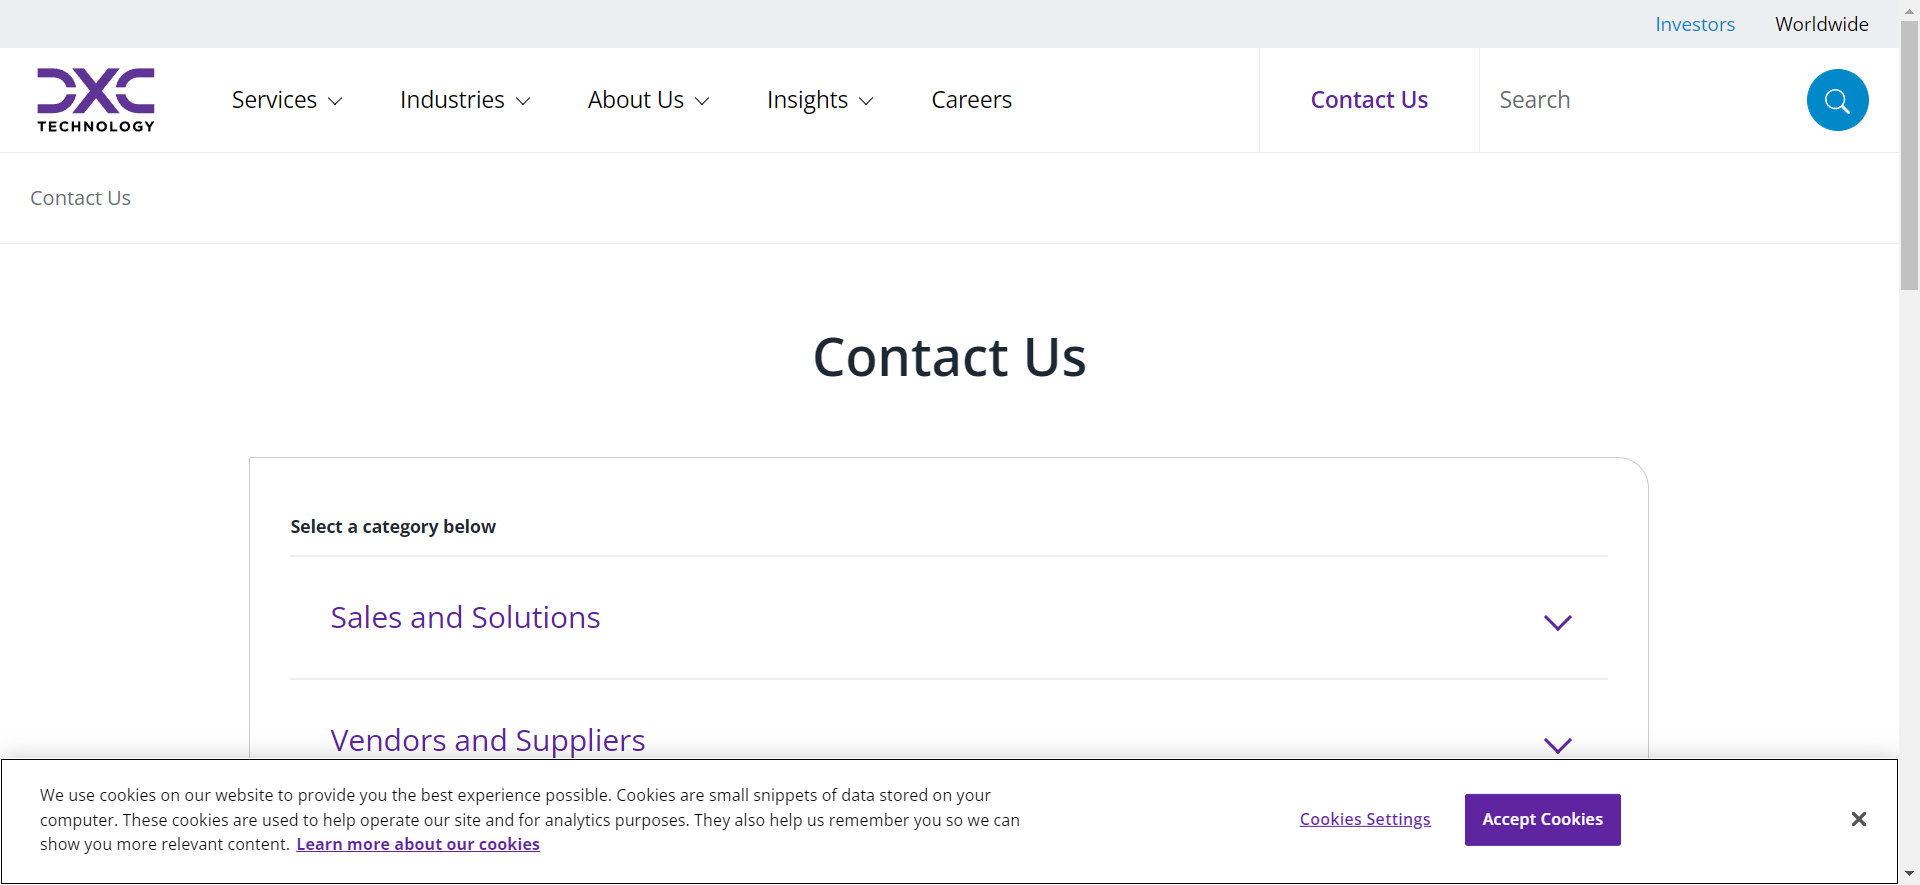 Investors Worldwide
DXC TECHNOLOGY
Services Industries About Us Insights Careers Contact Us Search
Contact Us
Contact Us
Select a category below
Sales and Solutions
Vendors and Suppliers
We use cookies on our website to provide you the best experience possible. Cookies are small snippets of data stored on your
computer. These cookies are used to help operate our site and for analytics purposes. They also help us remember you so we can
show you more relevant content. Learn more about our cookies
Cookies Settings
Accept Cookies